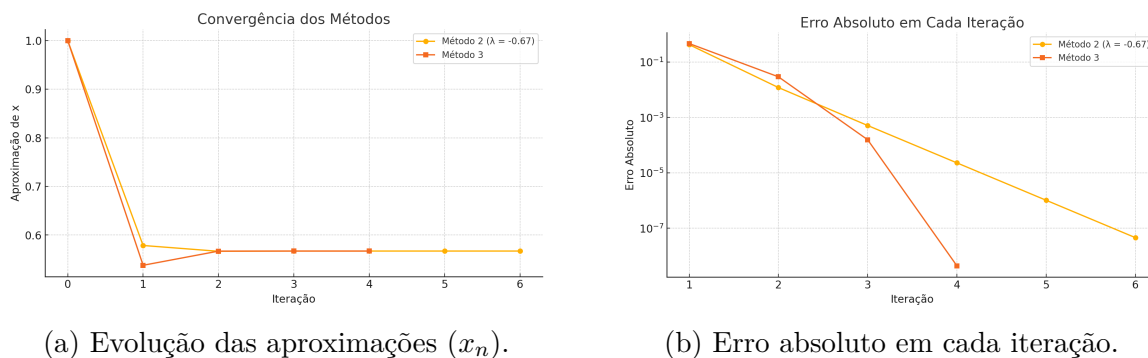 Convergência dos Métodos
Método 2 (λ = -0.67)
Método 3
1.0
0.9
0.8
0.7
0.6
Aproximação de x
0 1 2 3 4 5 6
Iteração
(a) Evolução das aproximações (xₙ).
Erro Absoluto em Cada Iteração
Método 2 (λ = -0.67)
Método 3
10⁻¹
10⁻³
10⁻⁵
10⁻⁷
Erro Absoluto
1 2 3 4 5 6
Iteração
(b) Erro absoluto em cada iteração.